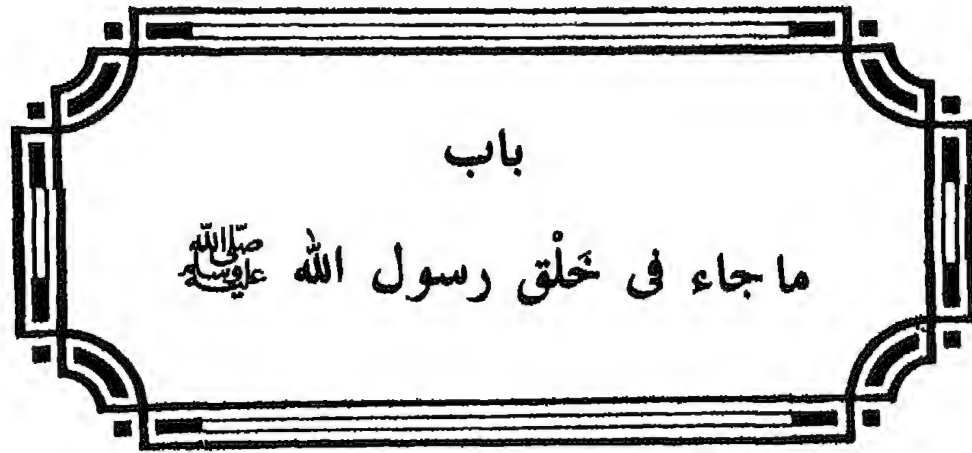 باب
ما جاء فى خَلْق رسول الله ﷺ